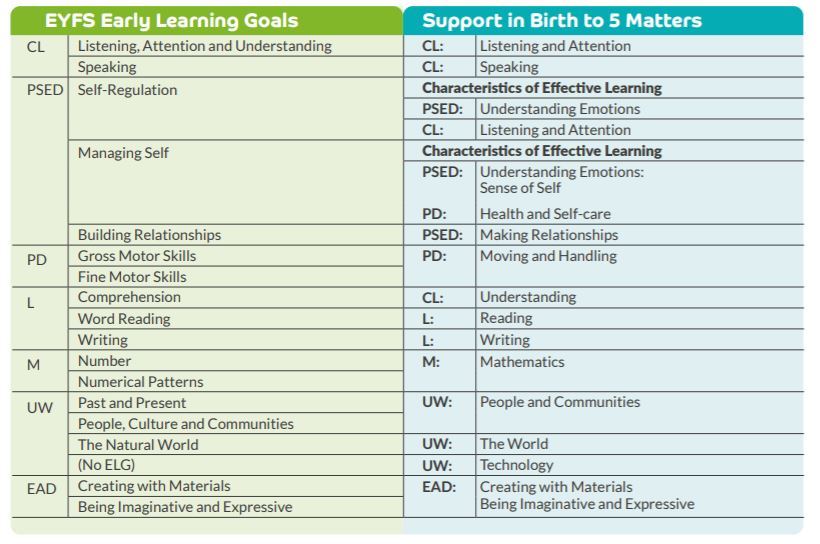 EYFS Early Learning Goals Support in Birth to 5 Matters
CL Listening, Attention and Understanding CL: Listening and Attention
Speaking CL: Speaking
PSED Self-Regulation Characteristics of Effective Learning
PSED: Understanding Emotions
CL: Listening and Attention
Managing Self Characteristics of Effective Learning
PSED: Understanding Emotions:
Sense of Self
PD: Health and Self-care
Building Relationships PSED: Making Relationships
PD Gross Motor Skills PD: Moving and Handling
Fine Motor Skills
L Comprehension CL: Understanding
Word Reading L: Reading
Writing L: Writing
M Number M: Mathematics
Numerical Patterns
UW Past and Present UW: People and Communities
People, Culture and Communities
The Natural World UW: The World
(No ELG) UW: Technology
EAD Creating with Materials EAD: Creating with Materials
Being Imaginative and Expressive Being Imaginative and Expressive